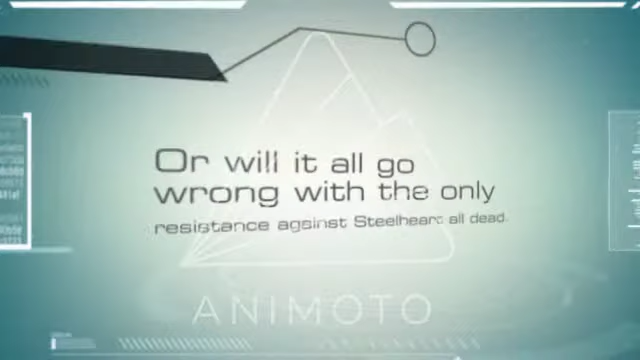 Or will it all go
wrong with the only
resistance against Steelheart all dead.
ANIMOTO